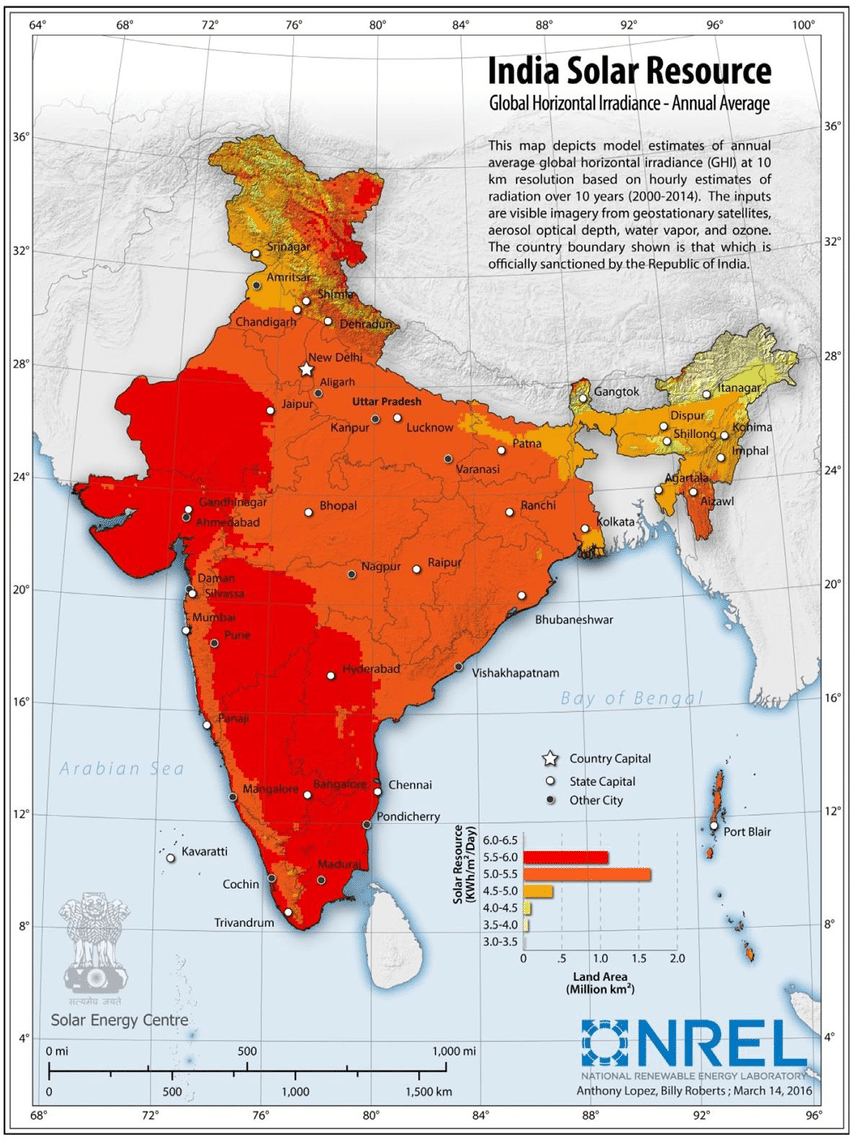 64° 68° 72° 76° 80° 84° 88° 92° 96° 100°
India Solar Resource
Global Horizontal Irradiance - Annual Average
This map depicts model estimates of annual
average global horizontal irradiance (GHI) at 10
km resolution based on hourly estimates of
radiation over 10 years (2000-2014). The inputs
are visible imagery from geostationary satellites,
aerosol optical depth, water vapor, and ozone.
The country boundary shown is that which is
officially sanctioned by the Republic of India.
36° 36°
32° 32°
28° 28°
24° 24°
20° 20°
16° 16°
12° 12°
8° 8°
4° 4°
Srinagar
Amritsar
Shimla
Chandigarh
Dehradun
New Delhi
Aligarh
Jaipur
Uttar Pradesh
Kanpur
Lucknow
Gangtok
Itanagar
Dispur
Shillong
Kohima
Imphal
Patna
Varanasi
Agartala
Aizawl
Gandhinagar
Ahmedabad
Bhopal
Ranchi
Kolkata
Nagpur
Raipur
Daman
Silvassa
Bhubaneshwar
Mumbai
Pune
Hyderabad
Vishakhapatnam
Bay of Bengal
Panaji
Arabian Sea
Mangalore
Bangalore
Chennai
Pondicherry
Kavaratti
Madurai
Cochin
Trivandrum
Port Blair
Country Capital
State Capital
Other City
Solar Resource
(KWh/m²/Day)
6.0-6.5
5.5-6.0
5.0-5.5
4.5-5.0
4.0-4.5
3.5-4.0
3.0-3.5
0 .5 1.0 1.5 2.0
Land Area
(Million km²)
सत्यमेव जयते
Solar Energy Centre
0 mi 500 1,000 mi
0 500 1,000 1,500 km
NREL
NATIONAL RENEWABLE ENERGY LABORATORY
Anthony Lopez, Billy Roberts ; March 14, 2016
68° 72° 76° 80° 84° 88° 92° 96°